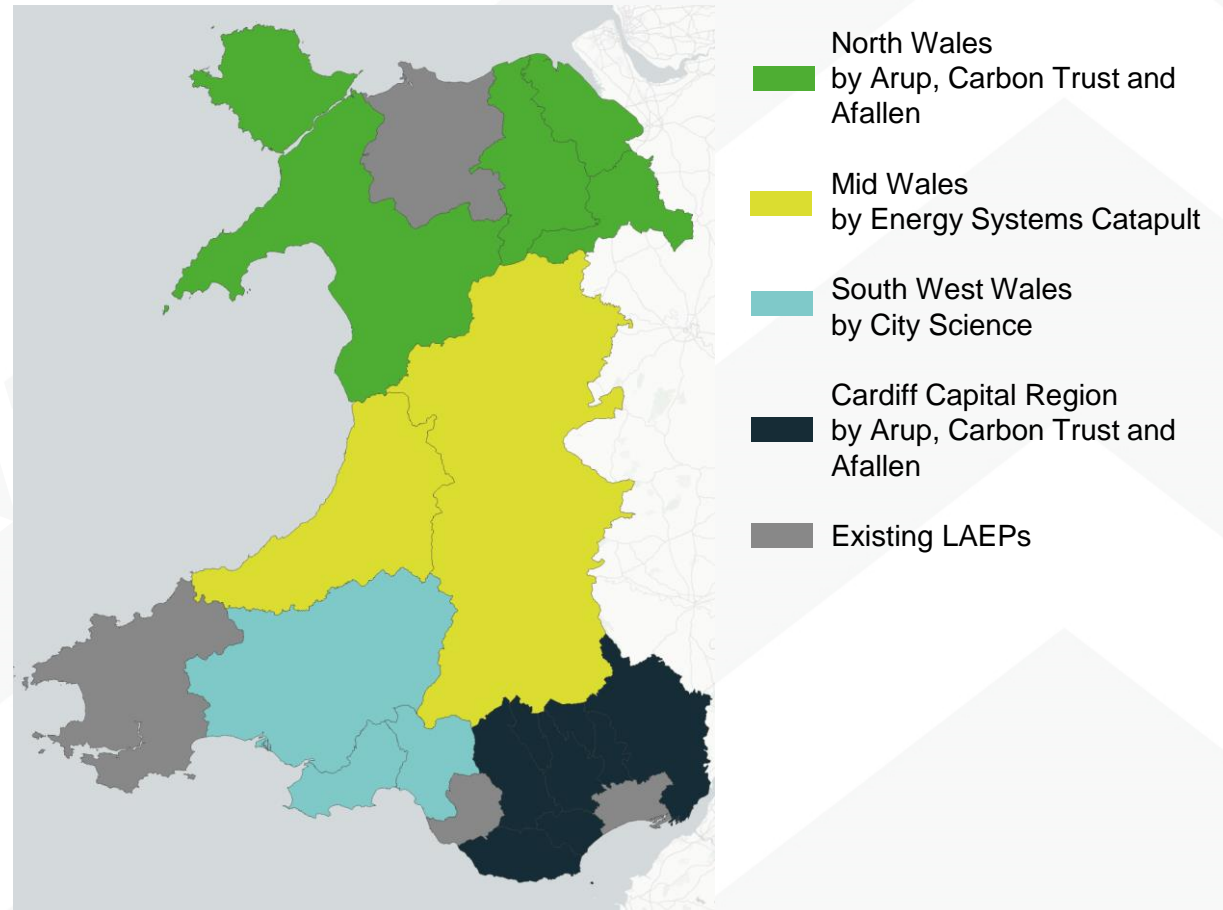 North Wales
by Arup, Carbon Trust and
Afallen
Mid Wales
by Energy Systems Catapult
South West Wales
by City Science
Cardiff Capital Region
by Arup, Carbon Trust and
Afallen
Existing LAEPs